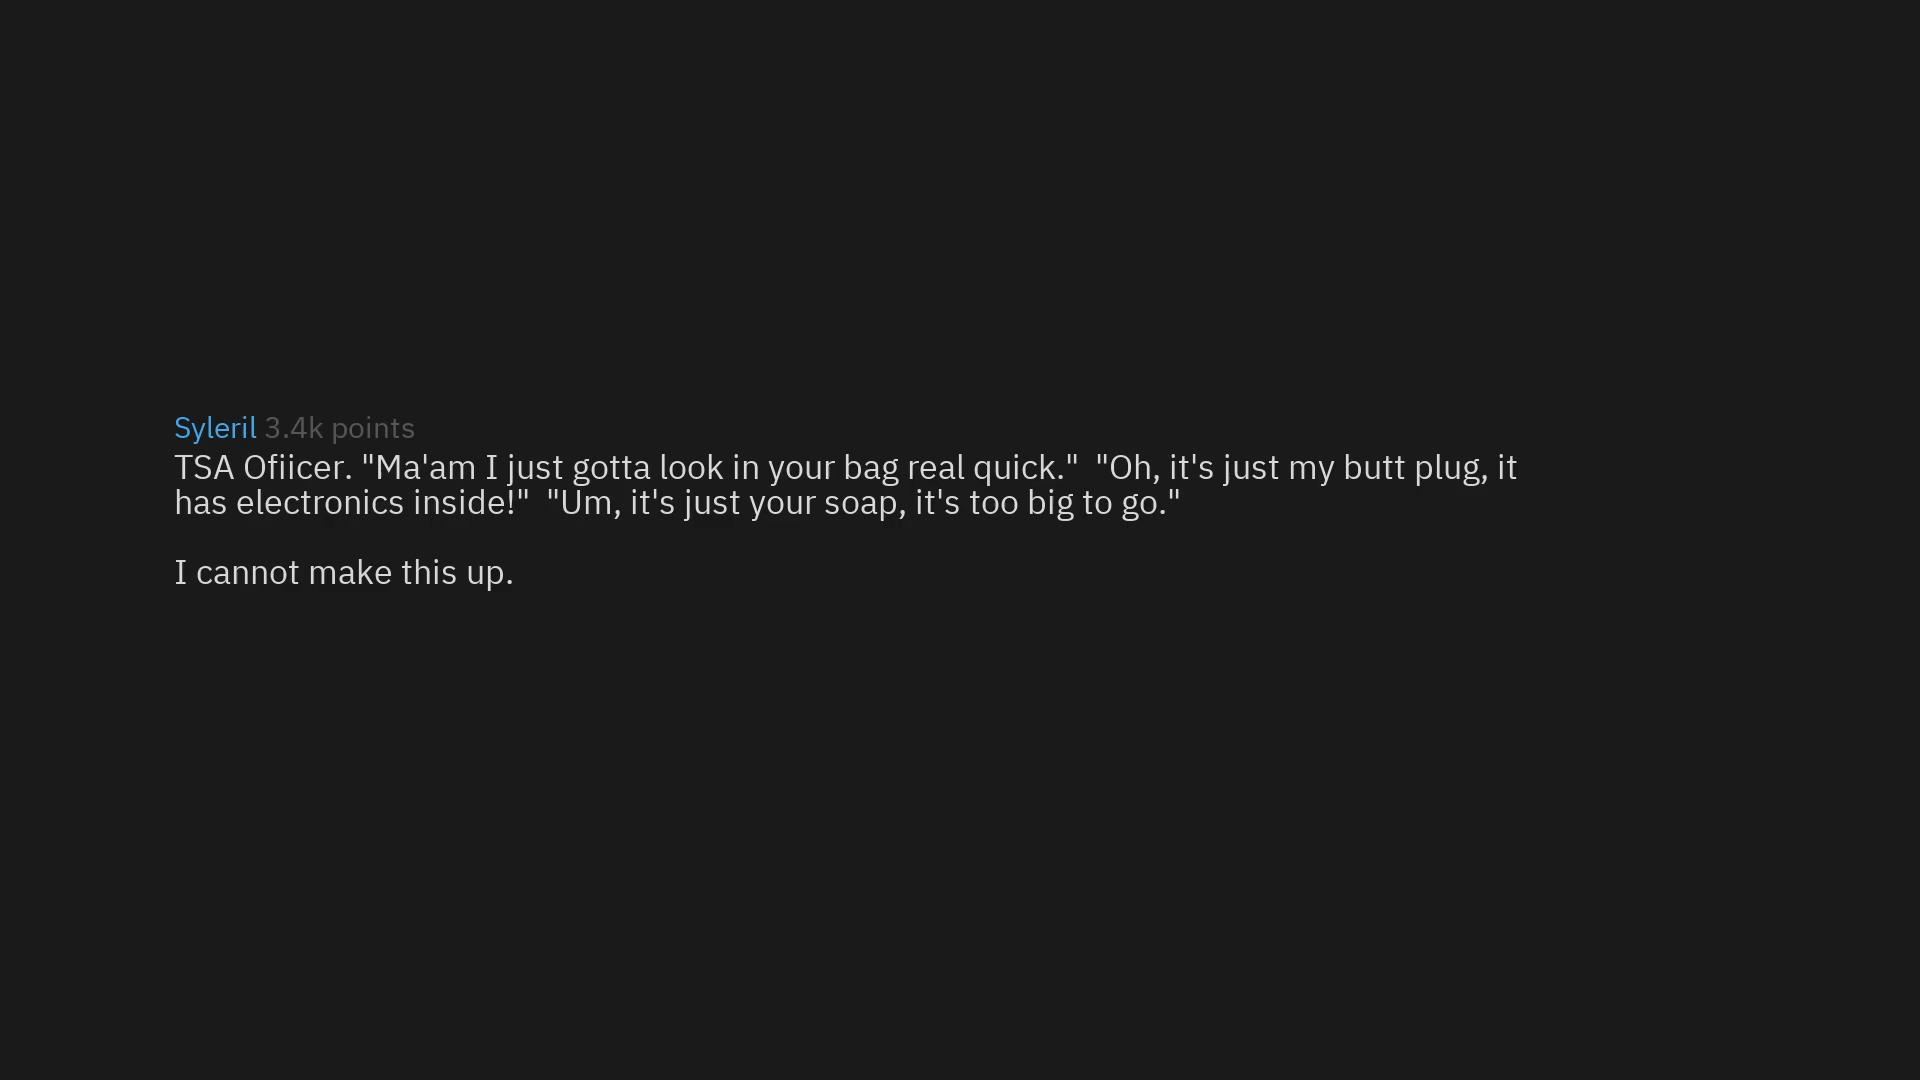 Syleril 3.4k points
TSA Ofiicer. "Ma'am I just gotta look in your bag real quick."  "Oh, it's just my butt plug, it
has electronics inside!"  "Um, it's just your soap, it's too big to go."
I cannot make this up.